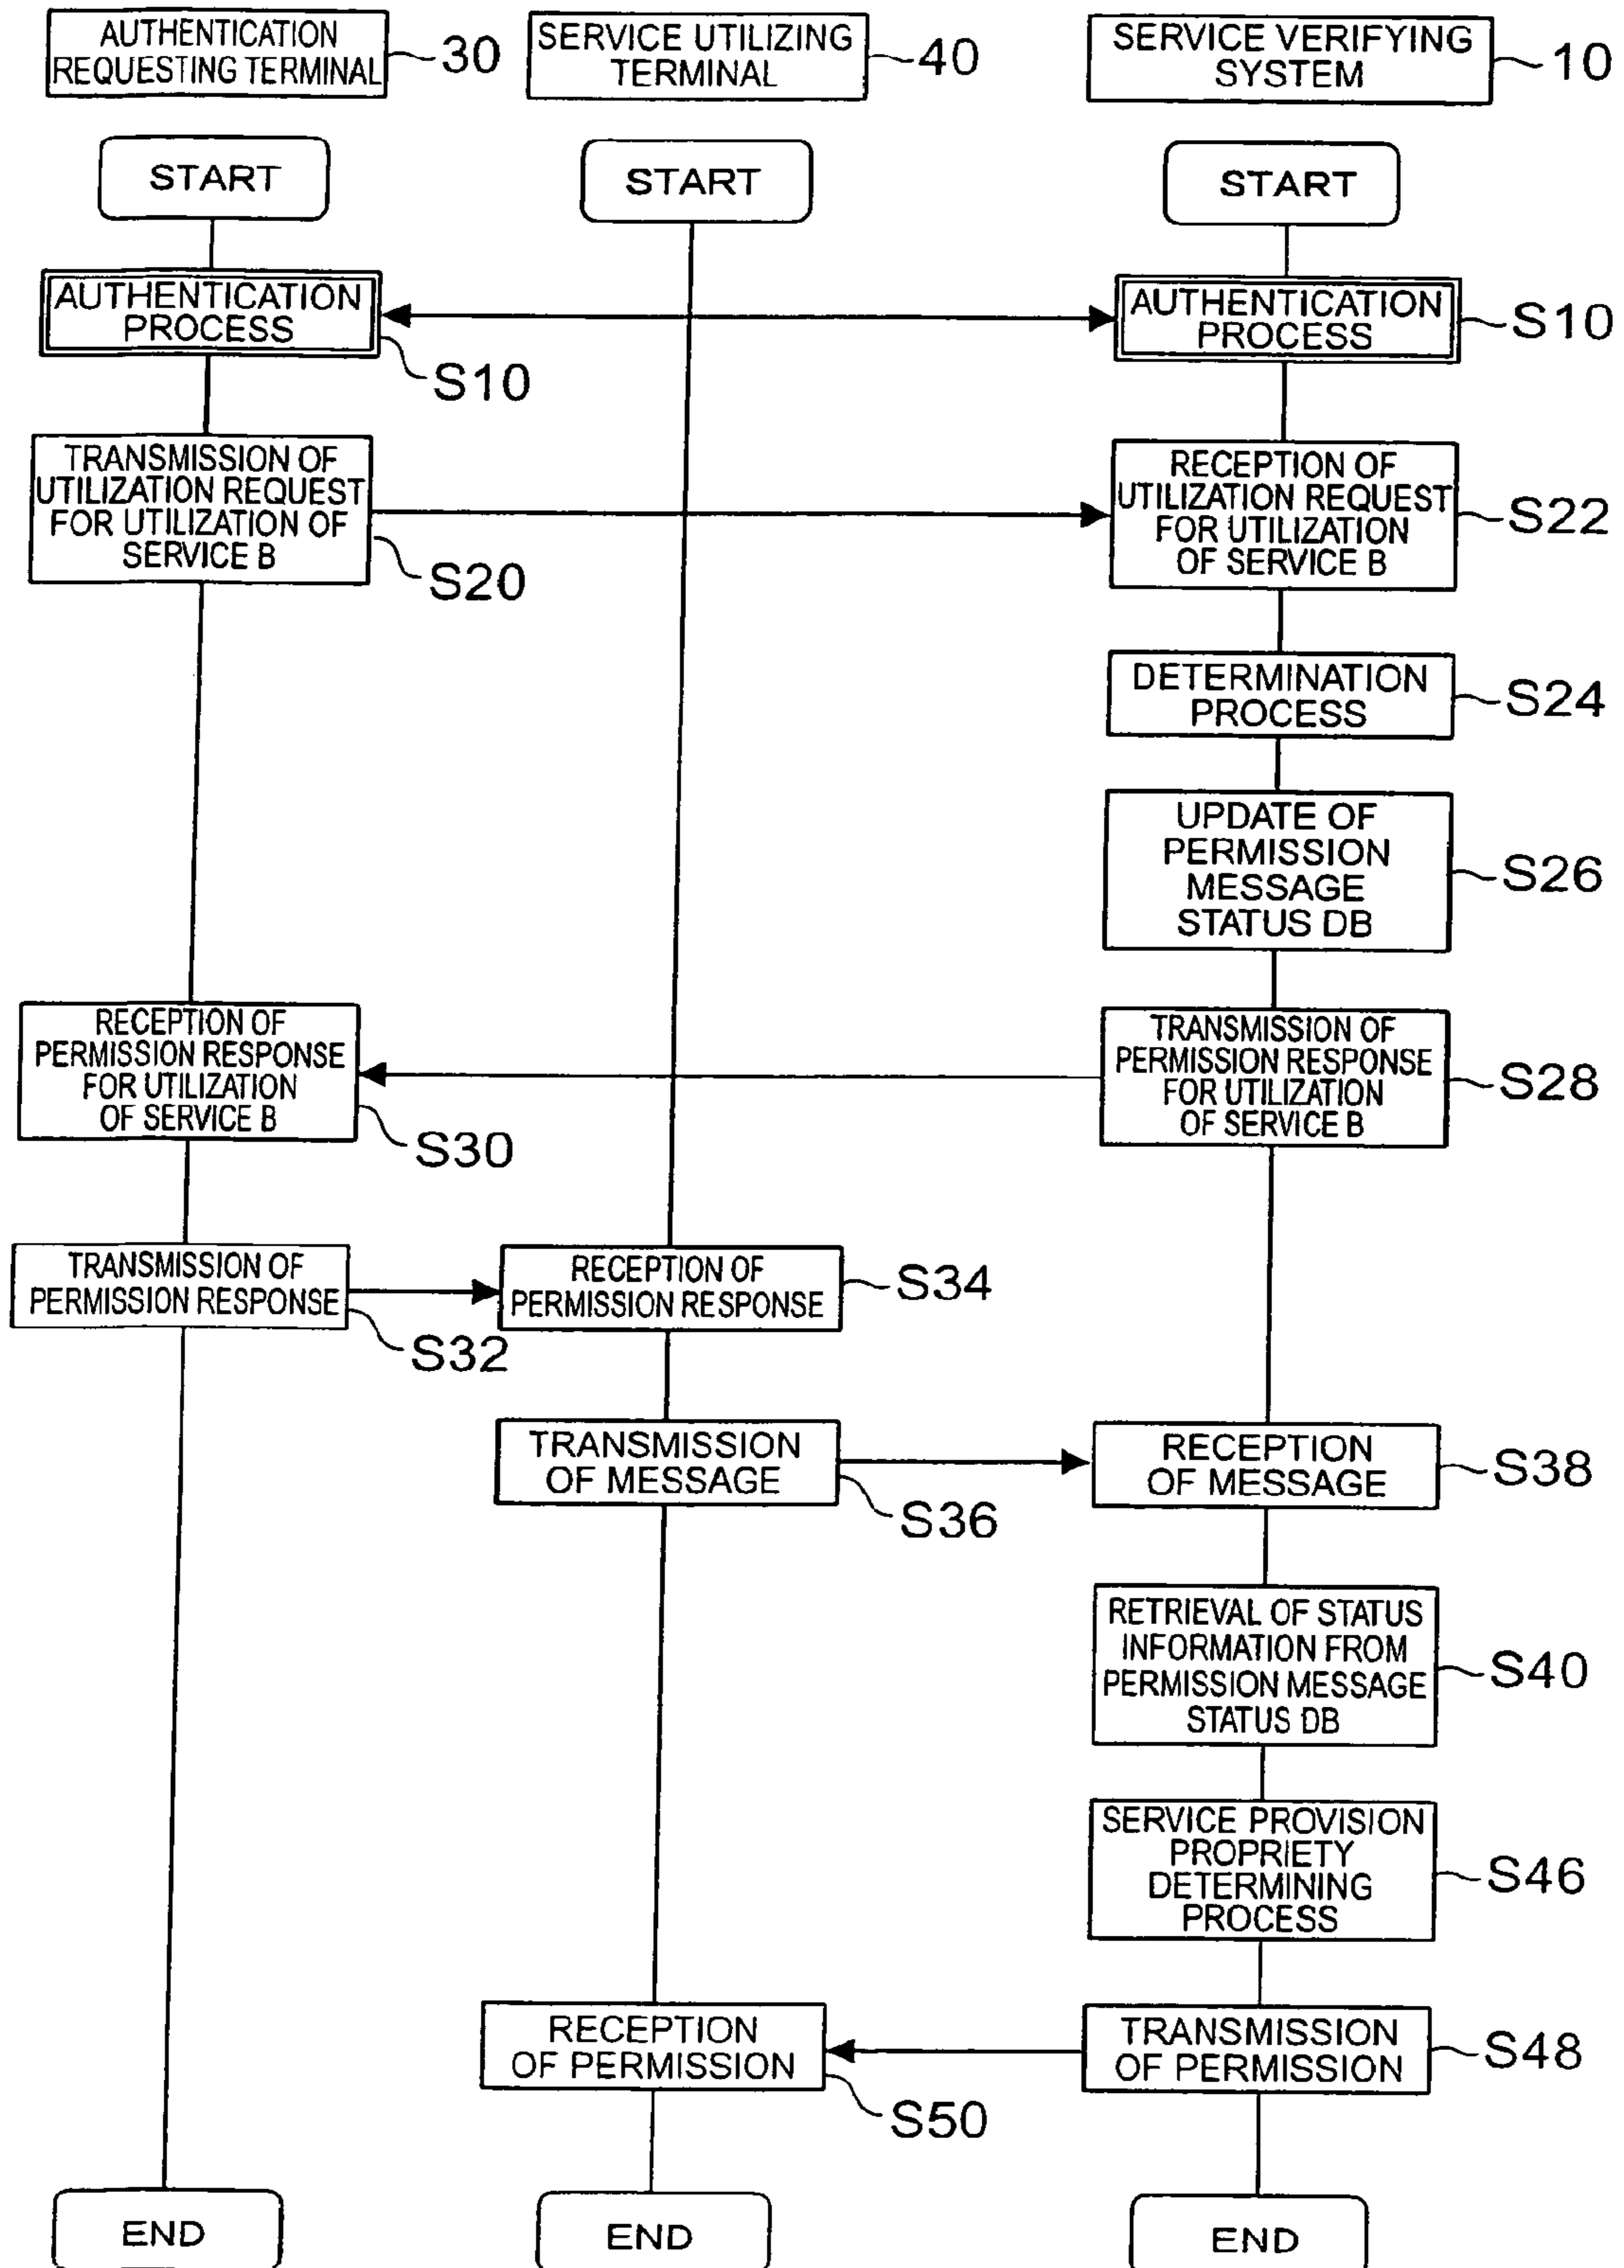 AUTHENTICATION
REQUESTING TERMINAL
30
SERVICE UTILIZING
TERMINAL
40
SERVICE VERIFYING
SYSTEM
10
START
START
START
AUTHENTICATION
PROCESS
S10
AUTHENTICATION
PROCESS
S10
TRANSMISSION OF
UTILIZATION REQUEST
FOR UTILIZATION OF
SERVICE B
S20
RECEPTION OF
UTILIZATION REQUEST
FOR UTILIZATION
OF SERVICE B
S22
DETERMINATION
PROCESS
S24
UPDATE OF
PERMISSION
MESSAGE
STATUS DB
S26
RECEPTION OF
PERMISSION RESPONSE
FOR UTILIZATION
OF SERVICE B
S30
TRANSMISSION OF
PERMISSION RESPONSE
FOR UTILIZATION
OF SERVICE B
S28
TRANSMISSION OF
PERMISSION RESPONSE
S32
RECEPTION OF
PERMISSION RESPONSE
S34
TRANSMISSION
OF MESSAGE
S36
RECEPTION
OF MESSAGE
S38
RETRIEVAL OF STATUS
INFORMATION FROM
PERMISSION MESSAGE
STATUS DB
S40
SERVICE PROVISION
PROPRIETY
DETERMINING
PROCESS
S46
RECEPTION
OF PERMISSION
S50
TRANSMISSION
OF PERMISSION
S48
END
END
END